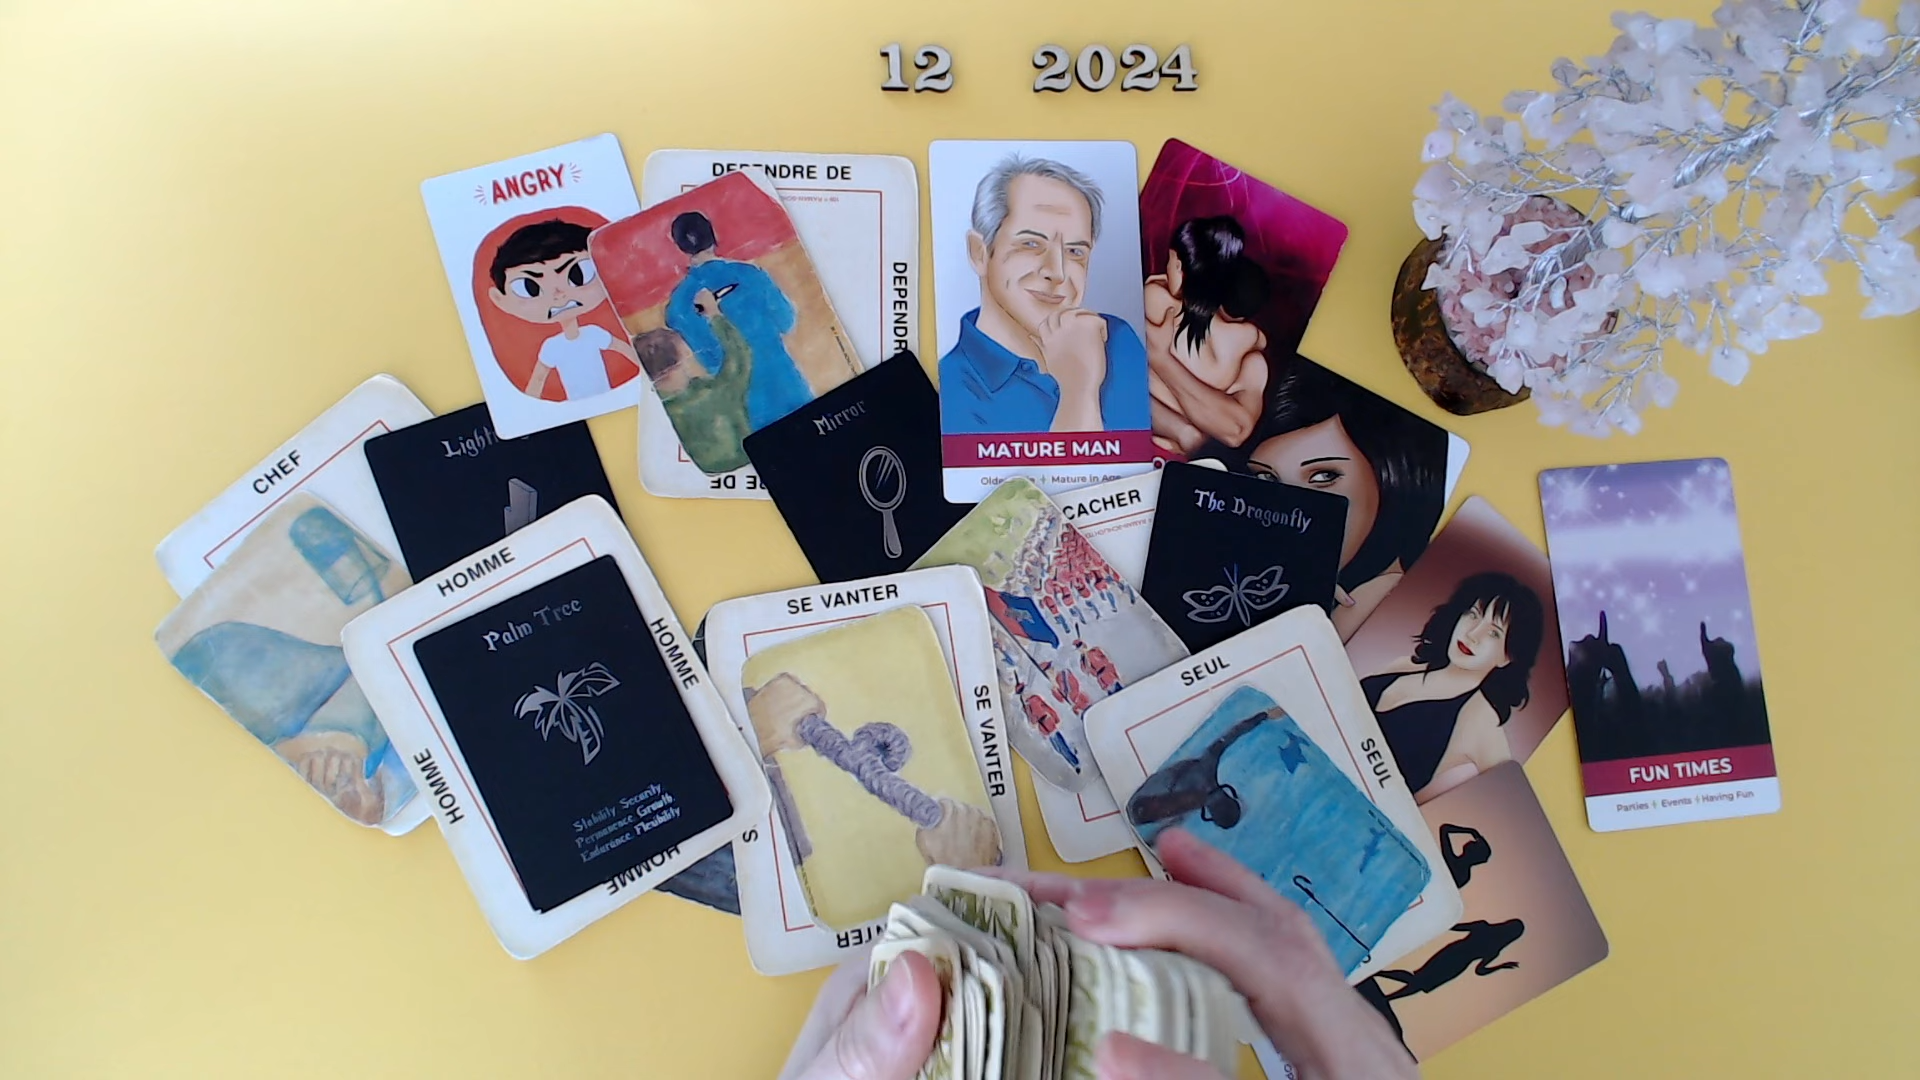 12 2024
ANGRY
DEPENDRE DE
MATURE MAN
Mirror
CHEF
CACHER
The Dragonfly
HOMME
HOMME
HOMME
HOMME
Palm Tree
Stability, Security,
Permanence, Growth,
Endurance, Flexibility
SE VANTER
SE VANTER
SEUL
SEUL
FUN TIMES
Parties + Events + Having Fun